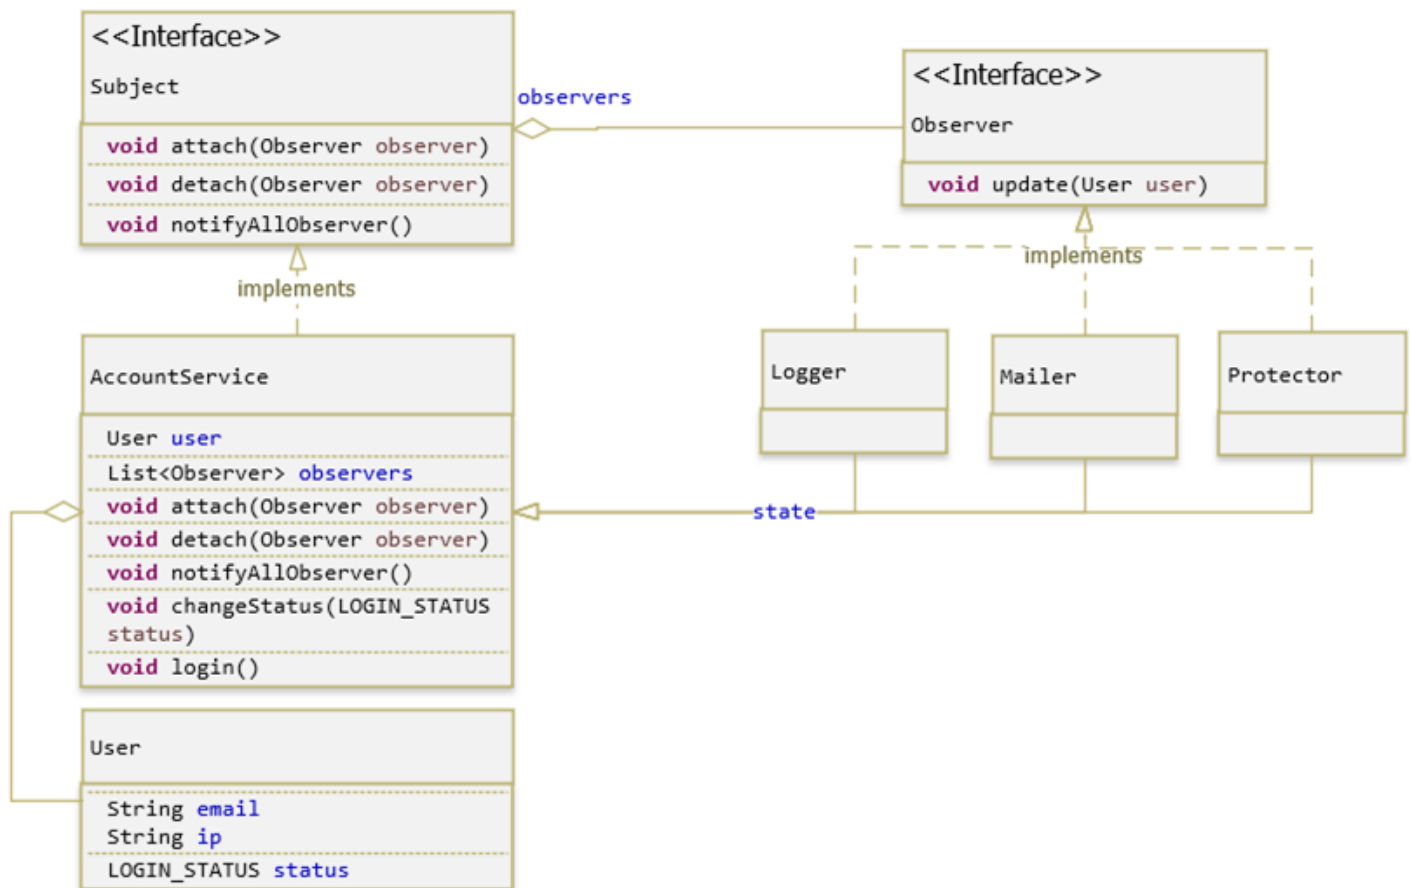 <<Interface>>
Subject
void attach(Observer observer)
void detach(Observer observer)
void notifyAllObserver()
observers
<<Interface>>
Observer
void update(User user)
implements
implements
AccountService
User user
List<Observer> observers
void attach(Observer observer)
void detach(Observer observer)
void notifyAllObserver()
void changeStatus(LOGIN_STATUS
status)
void login()
Logger
Mailer
Protector
state
User
String email
String ip
LOGIN_STATUS status